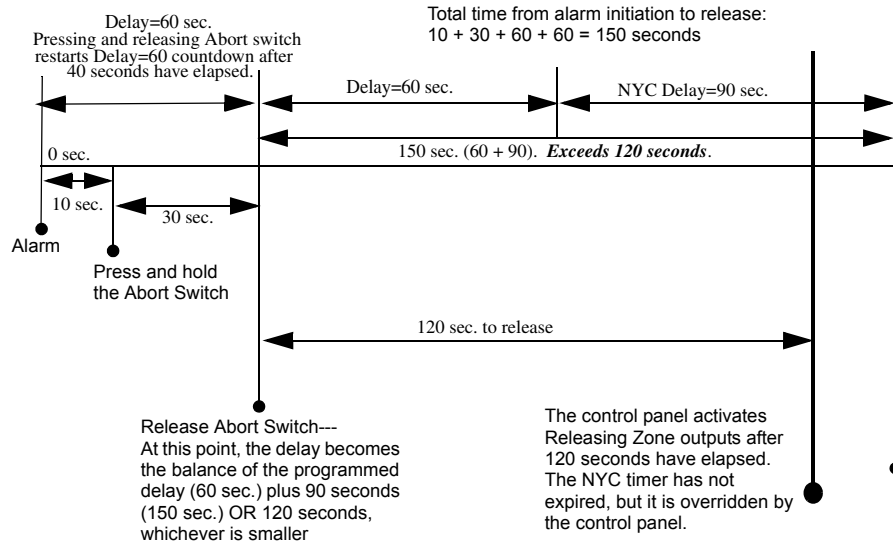 Delay=60 sec.
Pressing and releasing Abort switch
restarts Delay=60 countdown after
40 seconds have elapsed.
Total time from alarm initiation to release:
10 + 30 + 60 + 60 = 150 seconds
Delay=60 sec.
NYC Delay=90 sec.
0 sec.
150 sec. (60 + 90). Exceeds 120 seconds.
10 sec.
30 sec.
Alarm
Press and hold
the Abort Switch
120 sec. to release
Release Abort Switch---
At this point, the delay becomes
the balance of the programmed
delay (60 sec.) plus 90 seconds
(150 sec.) OR 120 seconds,
whichever is smaller
The control panel activates
Releasing Zone outputs after
120 seconds have elapsed.
The NYC timer has not
expired, but it is overridden by
the control panel.